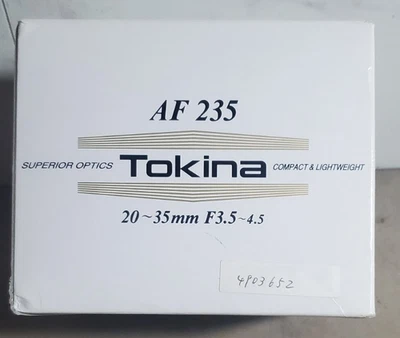 AF 235
SUPERIOR OPTICS Tokina COMPACT & LIGHTWEIGHT
20~35mm F3.5~4.5
4903652